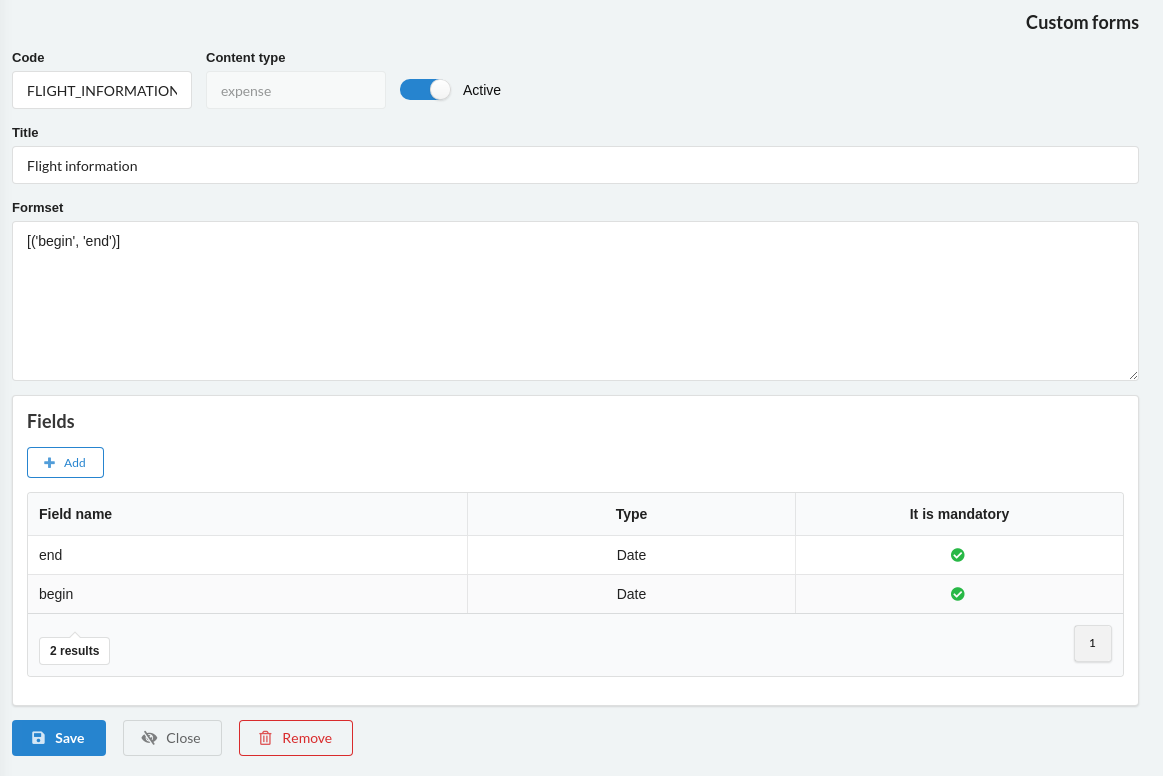 Custom forms
Code
Content type
FLIGHT_INFORMATION
expense
Active
Title
Flight information
Formset
[('begin', 'end')]
Fields
Add
Field name Type It is mandatory
end Date
begin Date
2 results
1
Save Close Remove